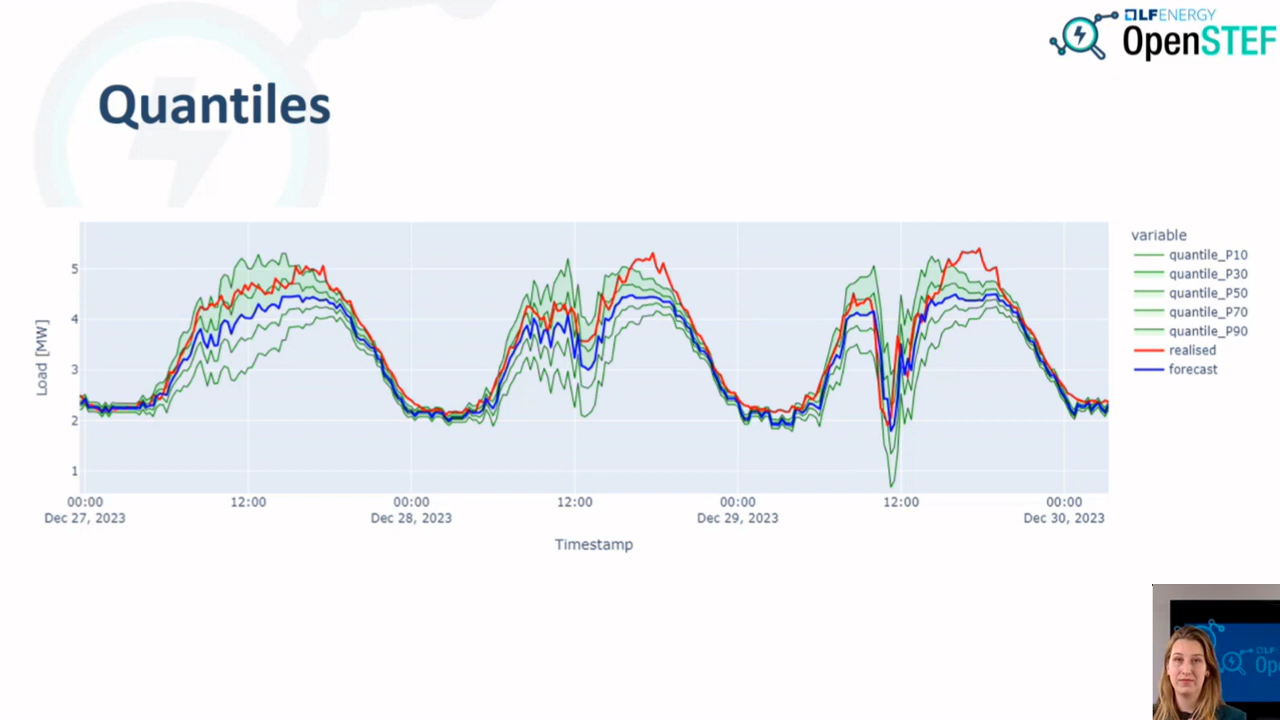 LFENERGY
OpenSTEF
Quantiles
variable
quantile_P10
quantile_P30
quantile_P50
quantile_P70
quantile_P90
realised
forecast
Load [MW]
5
4
3
2
1
00:00 12:00 00:00 12:00 00:00 12:00 00:00
Dec 27, 2023 Dec 28, 2023 Dec 29, 2023 Dec 30, 2023
Timestamp
LF
Op